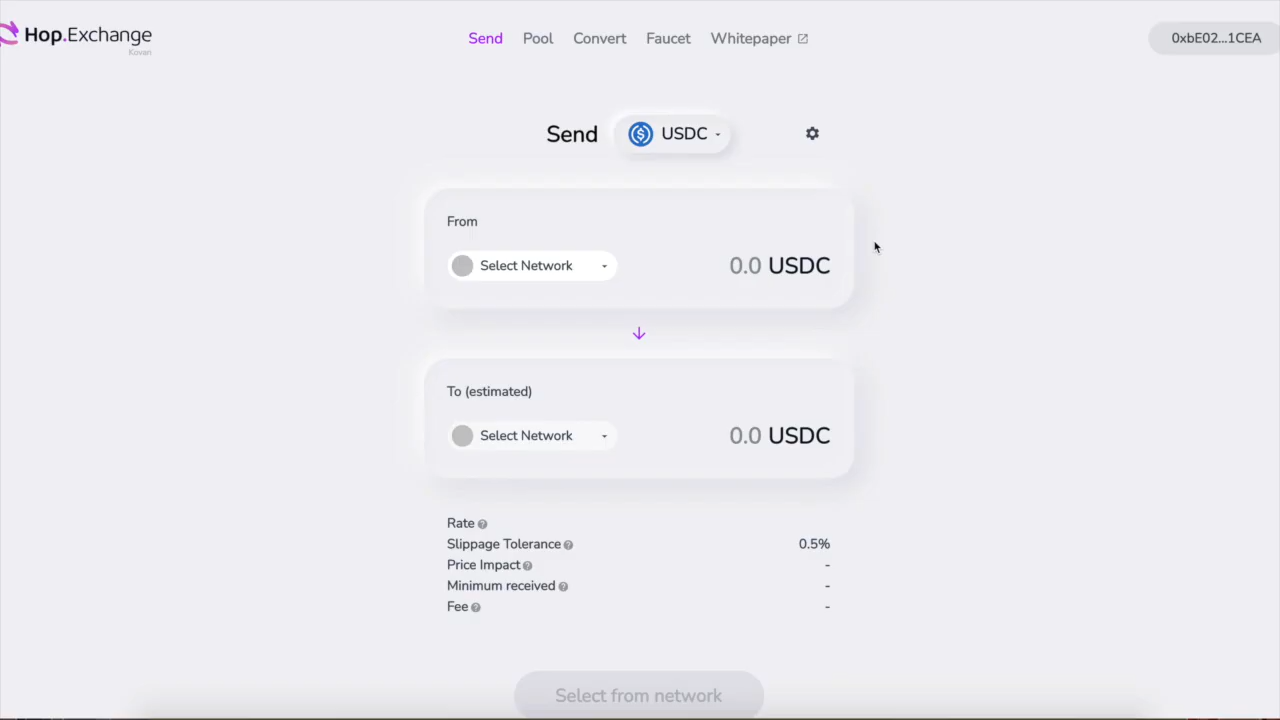 Hop.Exchange
Kovan
Send Pool Convert Faucet Whitepaper
0xbE02...1CEA
Send USDC
From
Select Network 0.0 USDC
To (estimated)
Select Network 0.0 USDC
Rate
Slippage Tolerance 0.5%
Price Impact -
Minimum received -
Fee -
Select from network